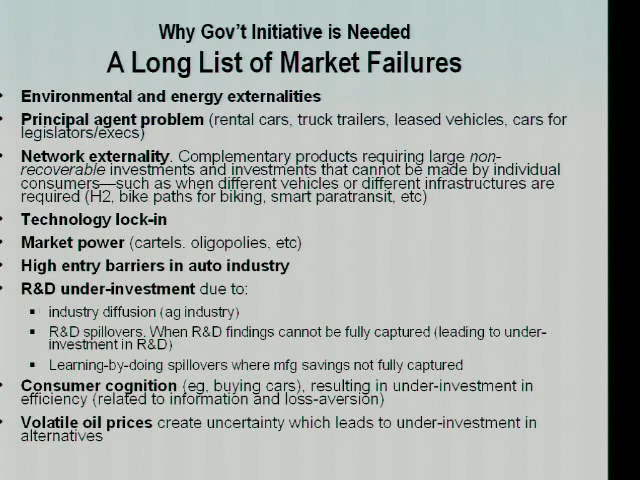 Why Gov't Initiative is Needed
A Long List of Market Failures
• Environmental and energy externalities
• Principal agent problem (rental cars, truck trailers, leased vehicles, cars for
legislators/execs)
• Network externality. Complementary products requiring large non-
recoverable investments and investments that cannot be made by individual
consumers—such as when different vehicles or different infrastructures are
required (H2, bike paths for biking, smart paratransit, etc)
• Technology lock-in
• Market power (cartels. oligopolies, etc)
• High entry barriers in auto industry
• R&D under-investment due to:
▪ industry diffusion (ag industry)
▪ R&D spillovers. When R&D findings cannot be fully captured (leading to under-
investment in R&D)
▪ Learning-by-doing spillovers where mfg savings not fully captured
• Consumer cognition (eg, buying cars), resulting in under-investment in
efficiency (related to information and loss-aversion)
• Volatile oil prices create uncertainty which leads to under-investment in
alternatives